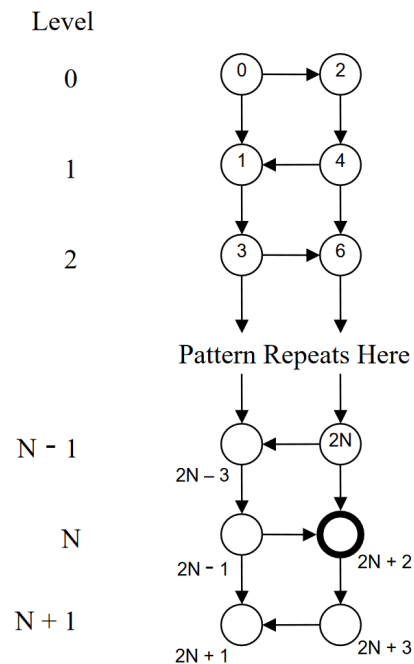 Level
0 0 2
1 1 4
2 3 6
Pattern Repeats Here
N - 1 2N
2N – 3
N
2N - 1 2N + 2
N + 1
2N + 1 2N + 3